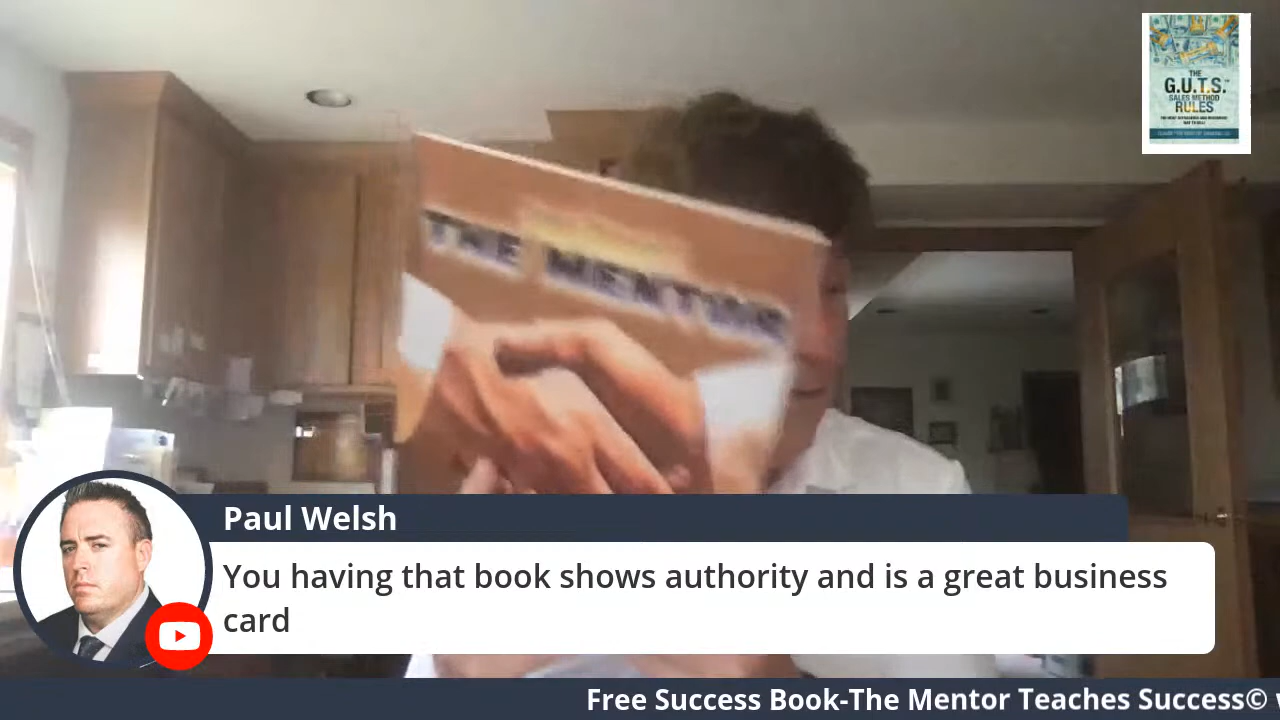 THE
G.U.T.S.
SALES METHOD
RULES
THE MENTOR
Paul Welsh
You having that book shows authority and is a great business
card
Free Success Book-The Mentor Teaches Success©